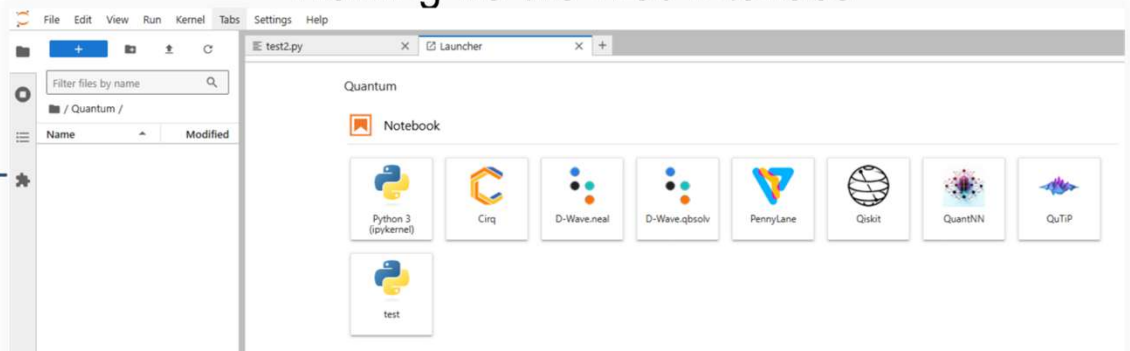 File Edit View Run Kernel Tabs Settings Help
test2.py
Launcher
Filter files by name
/ Quantum /
Name Modified
Quantum
Notebook
Python 3 (ipykernel)
Cirq
D-Wave.neal
D-Wave.qbsolv
PennyLane
Qiskit
QuantNN
QuTiP
test